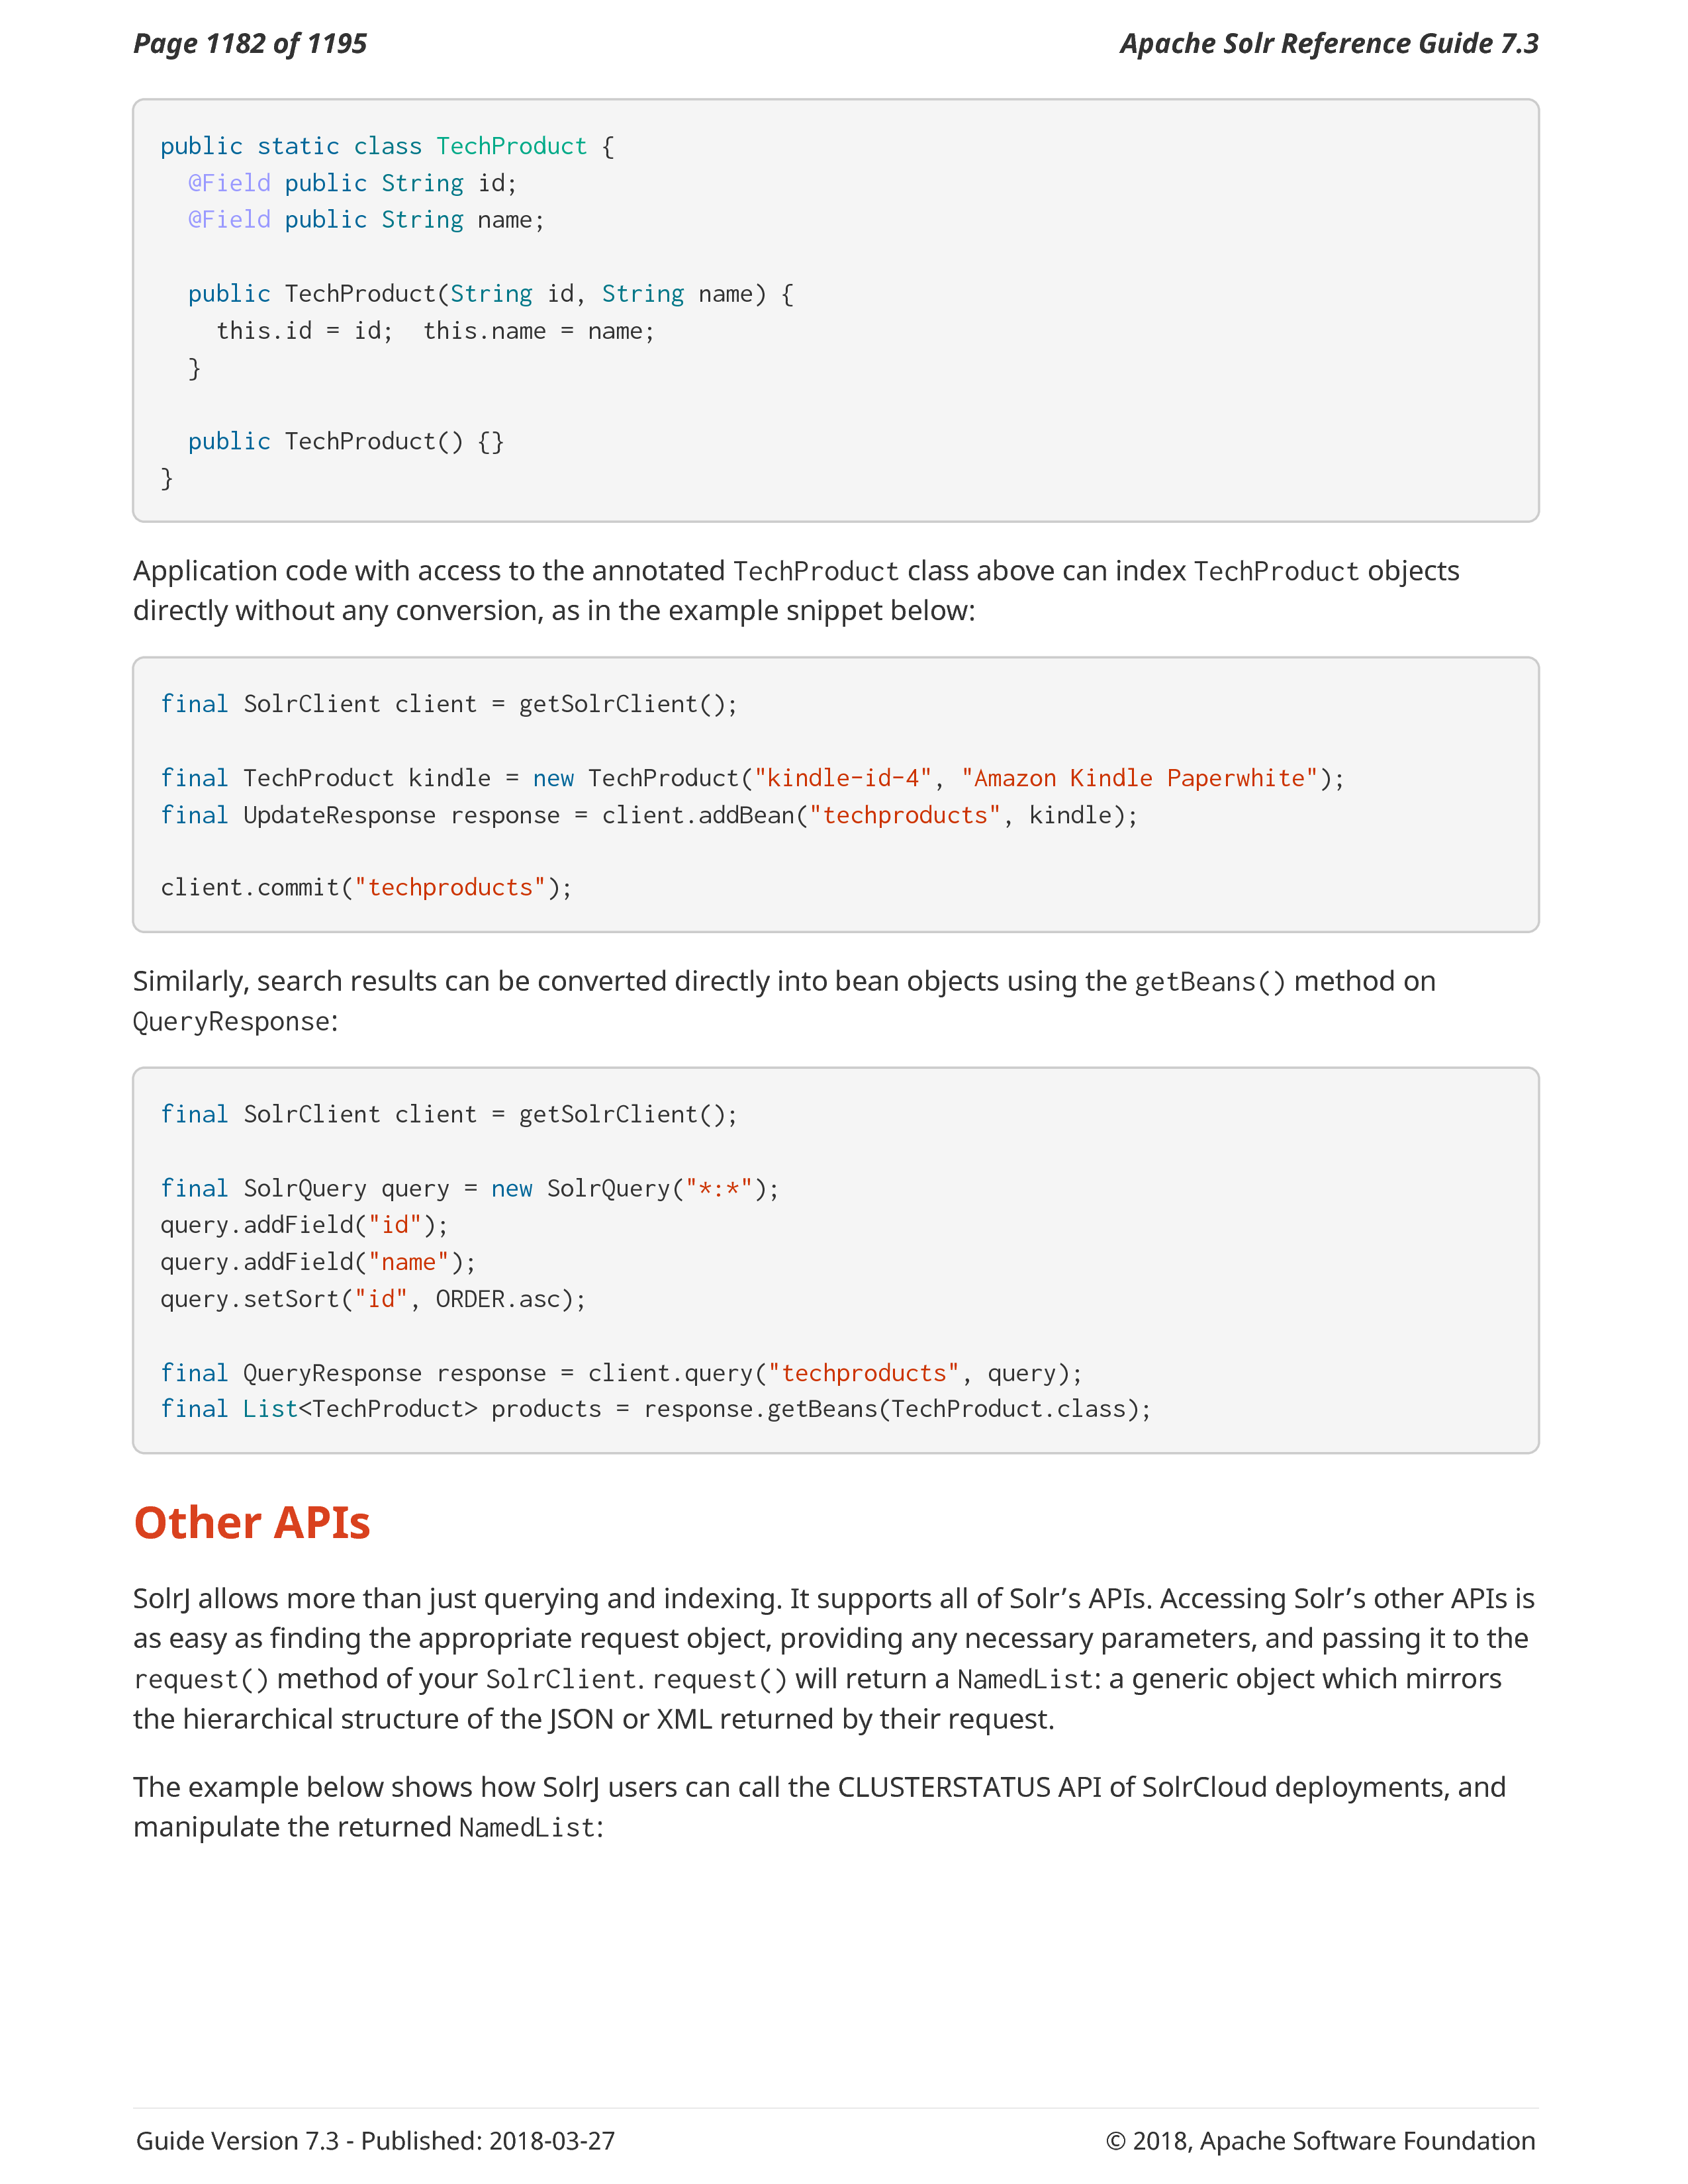 Page 1182 of 1195
Apache Solr Reference Guide 7.3
public static class TechProduct {
  @Field public String id;
  @Field public String name;

  public TechProduct(String id, String name) {
    this.id = id;  this.name = name;
  }

  public TechProduct() {}
}
Application code with access to the annotated TechProduct class above can index TechProduct objects
directly without any conversion, as in the example snippet below:
final SolrClient client = getSolrClient();

final TechProduct kindle = new TechProduct("kindle-id-4", "Amazon Kindle Paperwhite");
final UpdateResponse response = client.addBean("techproducts", kindle);

client.commit("techproducts");
Similarly, search results can be converted directly into bean objects using the getBeans() method on
QueryResponse:
final SolrClient client = getSolrClient();

final SolrQuery query = new SolrQuery("*:*");
query.addField("id");
query.addField("name");
query.setSort("id", ORDER.asc);

final QueryResponse response = client.query("techproducts", query);
final List<TechProduct> products = response.getBeans(TechProduct.class);
Other APIs
SolrJ allows more than just querying and indexing. It supports all of Solr’s APIs. Accessing Solr’s other APIs is
as easy as finding the appropriate request object, providing any necessary parameters, and passing it to the
request() method of your SolrClient. request() will return a NamedList: a generic object which mirrors
the hierarchical structure of the JSON or XML returned by their request.
The example below shows how SolrJ users can call the CLUSTERSTATUS API of SolrCloud deployments, and
manipulate the returned NamedList:
Guide Version 7.3 - Published: 2018-03-27
© 2018, Apache Software Foundation